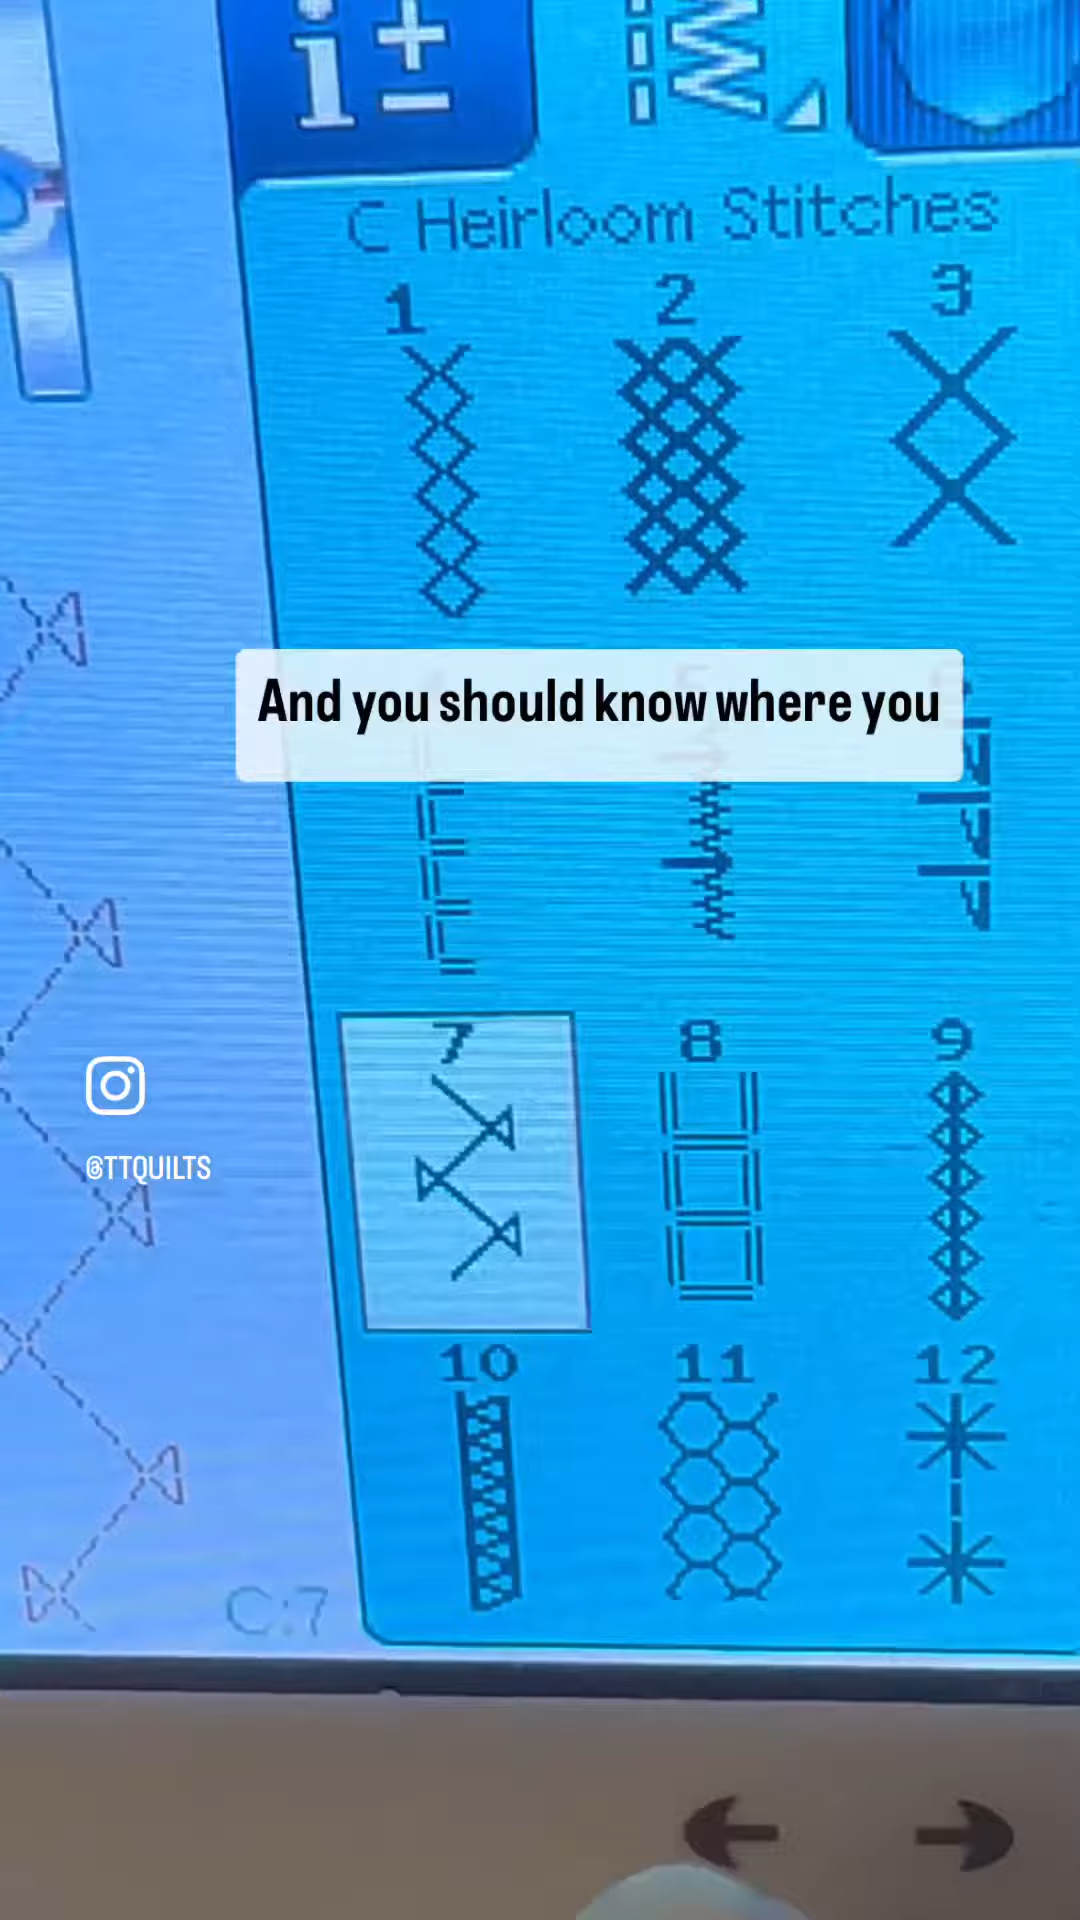 i ±
C Heirloom Stitches
1 2 3
And you should know where you
7 8 9
@TTQUILTS
10 11 12
C:7